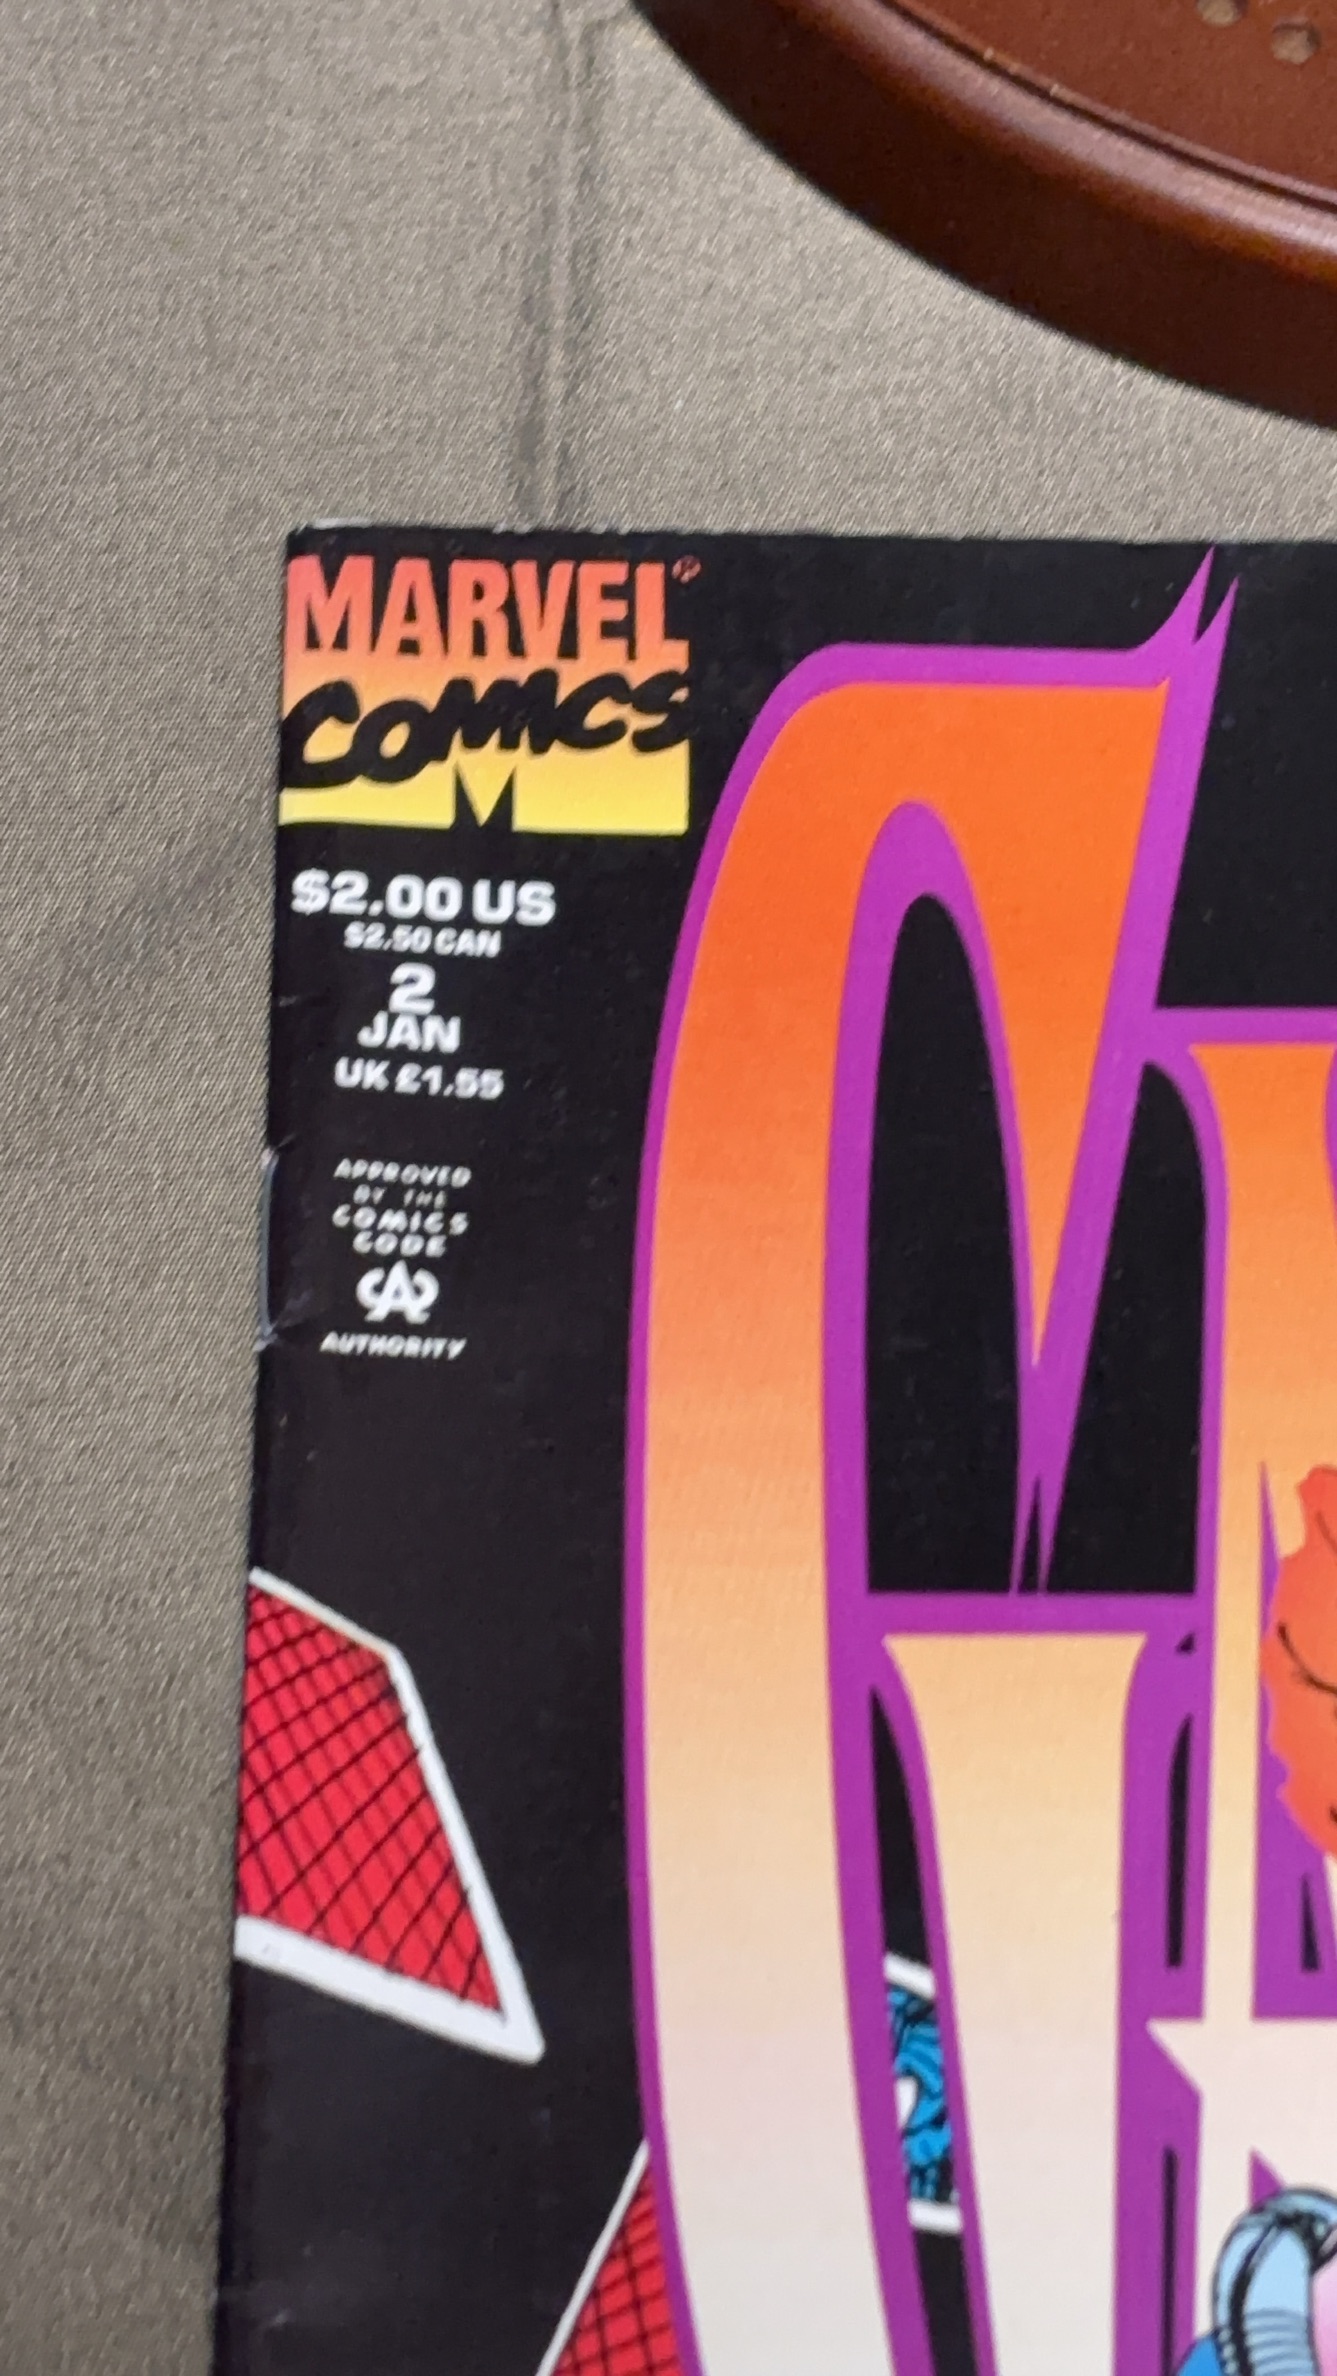 MARVEL®
COMICS
$2.00 US
$2.50 CAN
2
JAN
UK £1.55
APPROVED
BY THE
COMICS
CODE
CA
AUTHORITY